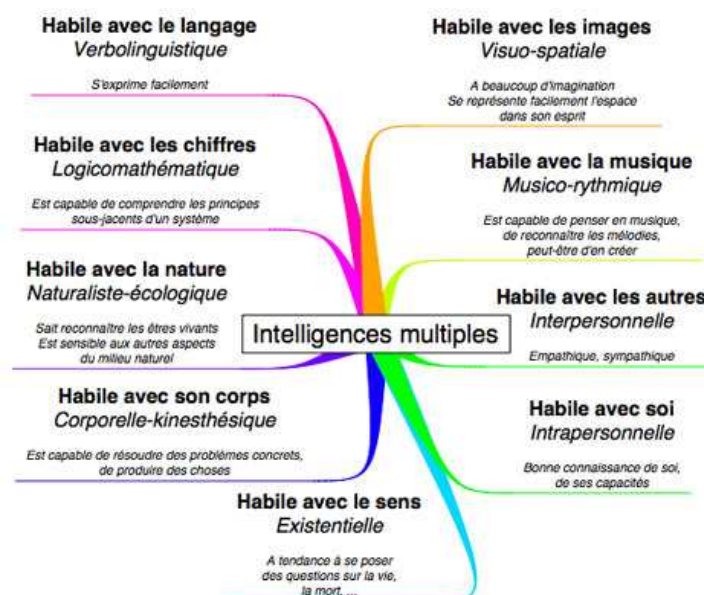 Habile avec le langage
Verbolinguistique
S'exprime facilement
Habile avec les chiffres
Logicomathématique
Est capable de comprendre les principes
sous-jacents d'un système
Habile avec la nature
Naturaliste-écologique
Sait reconnaître les êtres vivants
Est sensible aux autres aspects
du milieu naturel
Habile avec son corps
Corporelle-kinesthésique
Est capable de résoudre des problèmes concrets,
de produire des choses
Habile avec le sens
Existentielle
A tendance à se poser
des questions sur la vie,
la mort, ...
Intelligences multiples
Habile avec les images
Visuo-spatiale
A beaucoup d'imagination
Se représente facilement l'espace
dans son esprit
Habile avec la musique
Musico-rythmique
Est capable de penser en musique,
de reconnaître les mélodies,
peut-être d'en créer
Habile avec les autres
Interpersonnelle
Empathique, sympathique
Habile avec soi
Intrapersonnelle
Bonne connaissance de soi,
de ses capacités